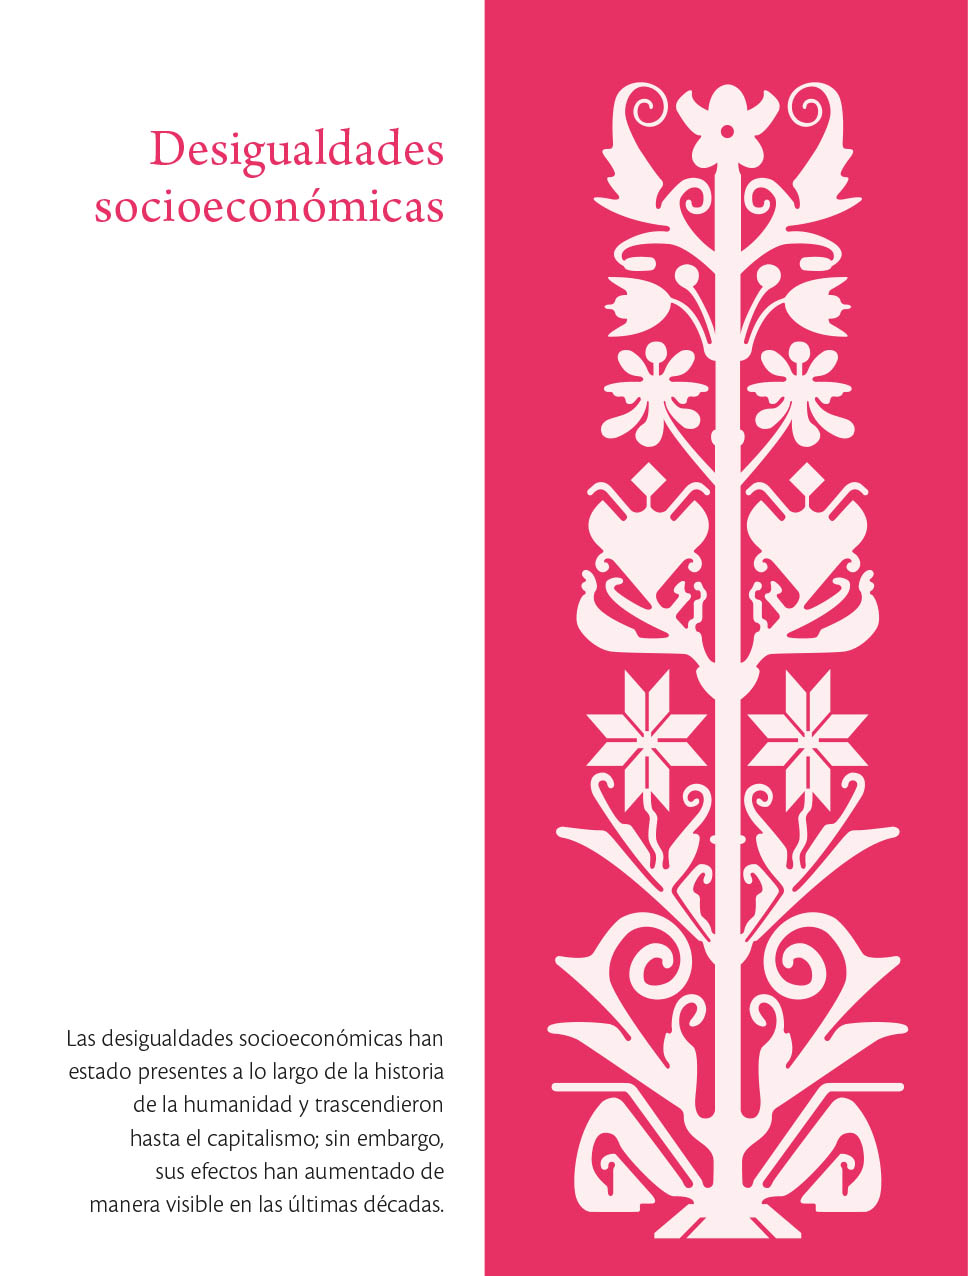 Desigualdades
socioeconómicas
Las desigualdades socioeconómicas han
estado presentes a lo largo de la historia
de la humanidad y trascendieron
hasta el capitalismo; sin embargo,
sus efectos han aumentado de
manera visible en las últimas décadas.